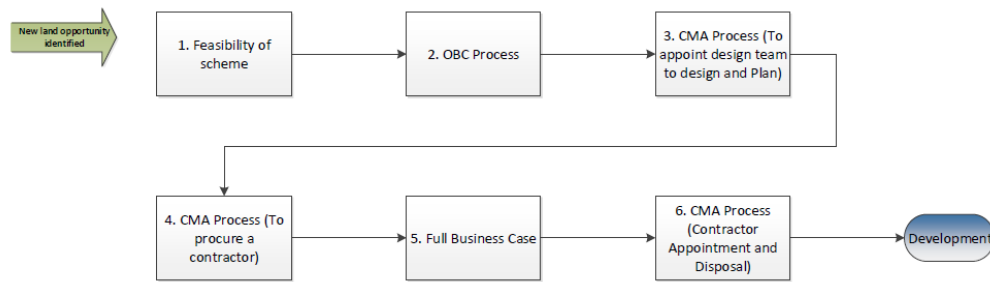 New land opportunity
identified
1. Feasibility of
scheme
2. OBC Process
3. CMA Process (To
appoint design team
to design and Plan)
4. CMA Process (To
procure a
contractor)
5. Full Business Case
6. CMA Process
(Contractor
Appointment and
Disposal)
Development